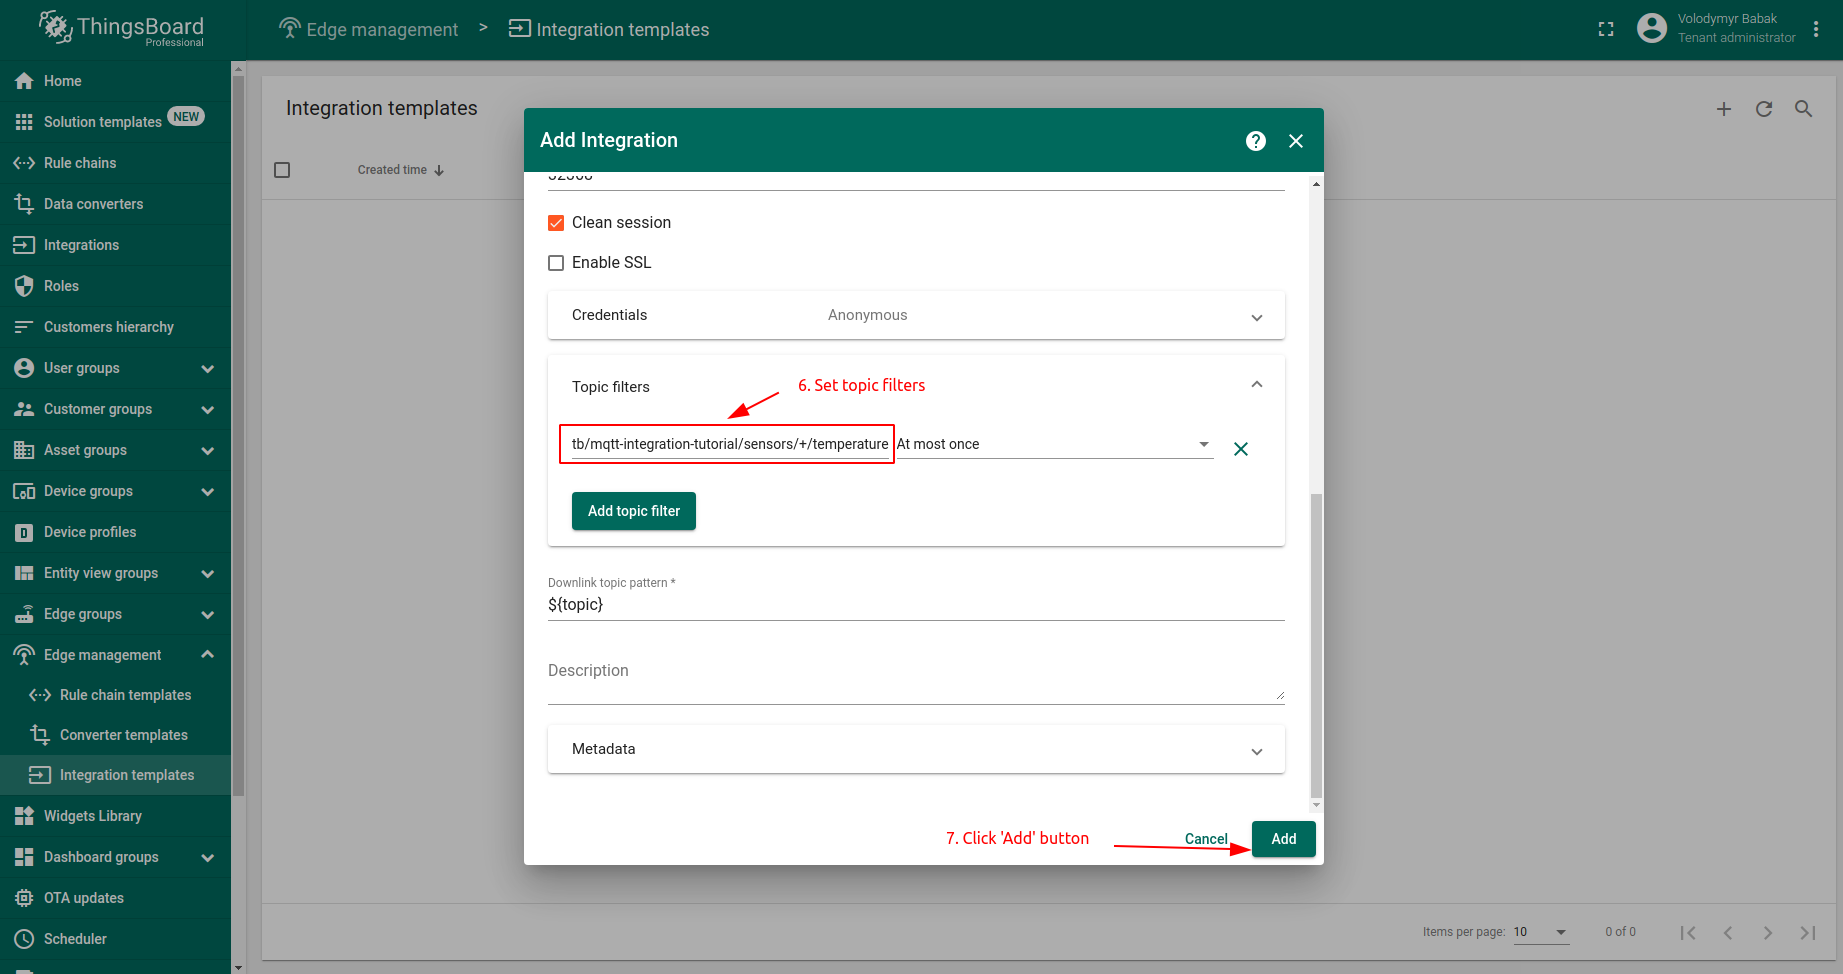 ThingsBoard
Professional
Edge management > Integration templates
Volodymyr Babak
Tenant administrator
Home
Solution templates NEW
Rule chains
Data converters
Integrations
Roles
Customers hierarchy
User groups
Customer groups
Asset groups
Device groups
Device profiles
Entity view groups
Edge groups
Edge management
Rule chain templates
Converter templates
Integration templates
Widgets Library
Dashboard groups
OTA updates
Scheduler
Integration templates
Created time
Add Integration
Clean session
Enable SSL
Credentials Anonymous
Topic filters
6. Set topic filters
tb/mqtt-integration-tutorial/sensors/+/temperature At most once
Add topic filter
Downlink topic pattern *
${topic}
Description
Metadata
7. Click 'Add' button
Cancel Add
Items per page: 10 0 of 0